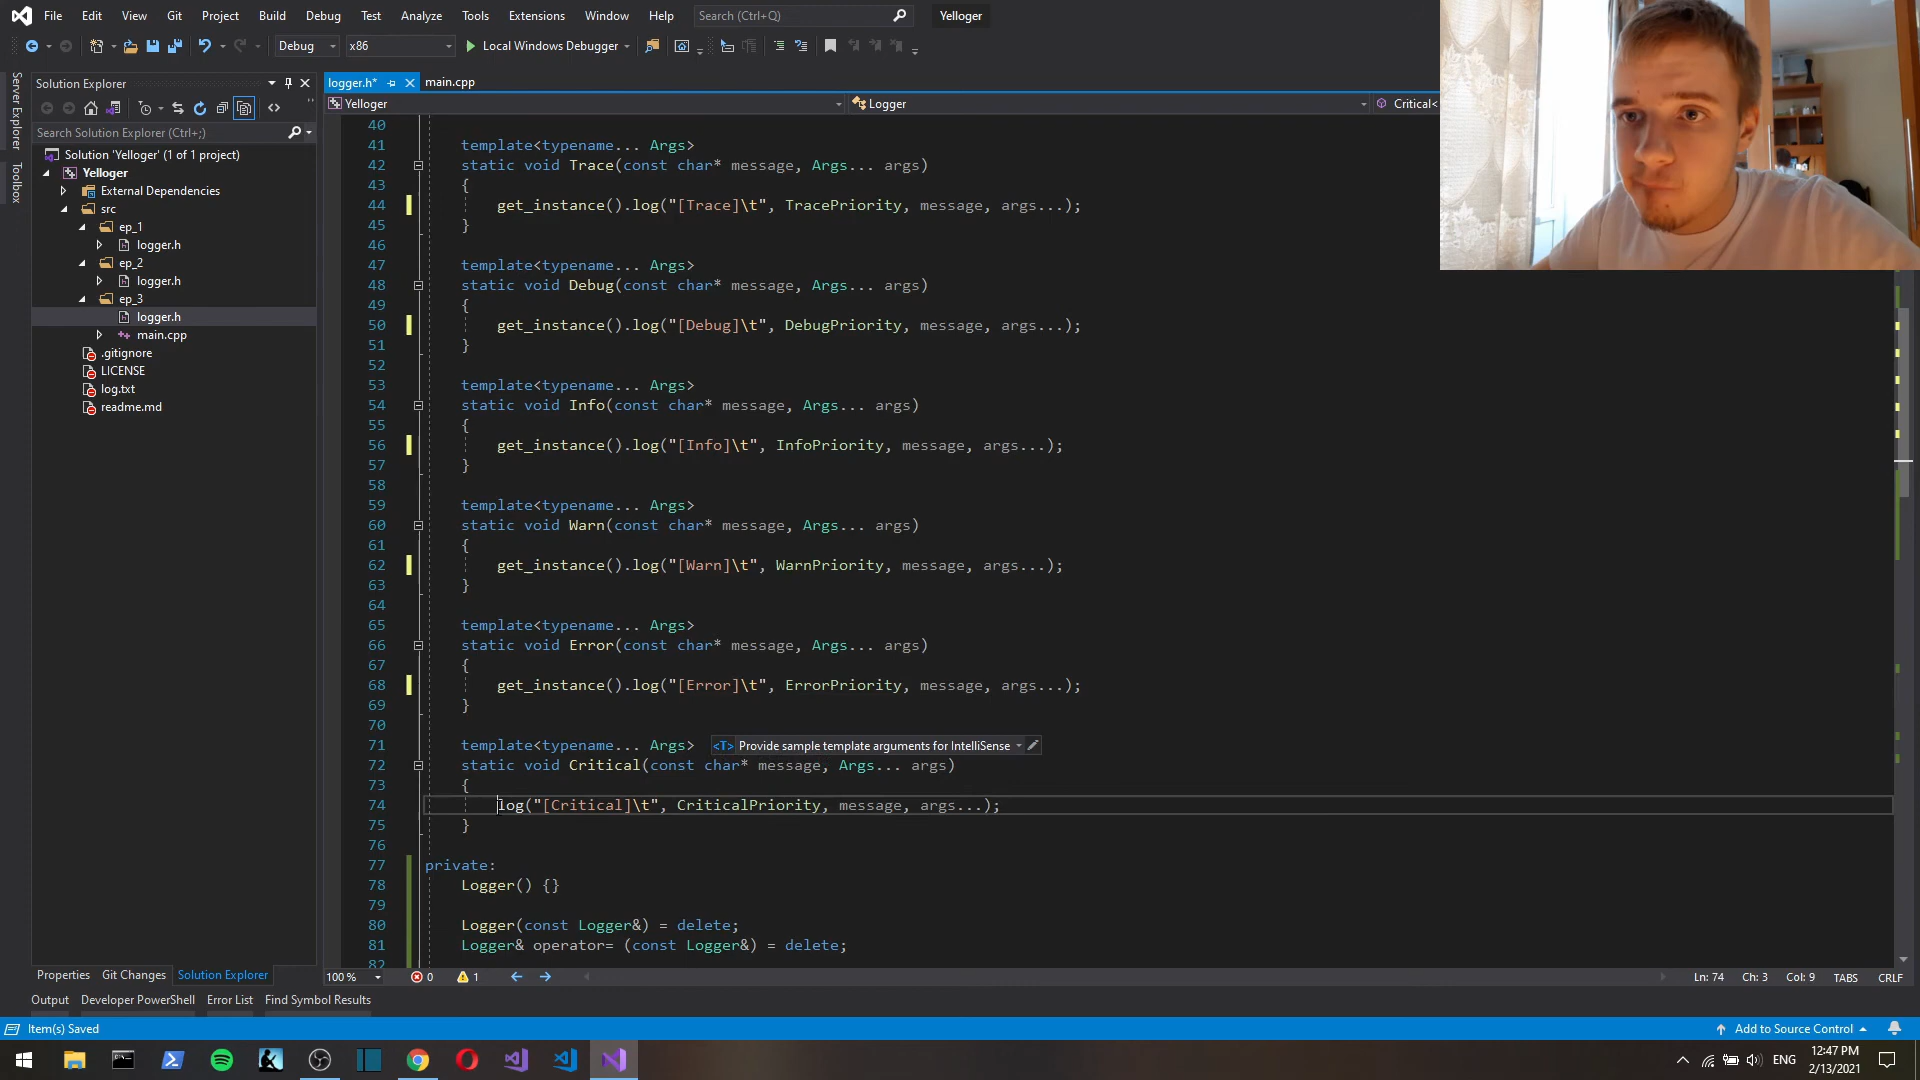 File Edit View Git Project Build Debug Test Analyze Tools Extensions Window Help Search (Ctrl+Q) Yelloger
Debug x86 Local Windows Debugger
Server Explorer
Toolbox
Solution Explorer
Search Solution Explorer (Ctrl+;)
Solution 'Yelloger' (1 of 1 project)
Yelloger
External Dependencies
src
ep_1
logger.h
ep_2
logger.h
ep_3
logger.h
main.cpp
.gitignore
LICENSE
log.txt
readme.md
Properties Git Changes Solution Explorer
logger.h* main.cpp
Yelloger Logger Critical<
40
41 template<typename... Args>
42 static void Trace(const char* message, Args... args)
43 {
44 get_instance().log("[Trace]\t", TracePriority, message, args...);
45 }
46
47 template<typename... Args>
48 static void Debug(const char* message, Args... args)
49 {
50 get_instance().log("[Debug]\t", DebugPriority, message, args...);
51 }
52
53 template<typename... Args>
54 static void Info(const char* message, Args... args)
55 {
56 get_instance().log("[Info]\t", InfoPriority, message, args...);
57 }
58
59 template<typename... Args>
60 static void Warn(const char* message, Args... args)
61 {
62 get_instance().log("[Warn]\t", WarnPriority, message, args...);
63 }
64
65 template<typename... Args>
66 static void Error(const char* message, Args... args)
67 {
68 get_instance().log("[Error]\t", ErrorPriority, message, args...);
69 }
70
71 template<typename... Args> <T> Provide sample template arguments for IntelliSense
72 static void Critical(const char* message, Args... args)
73 {
74 log("[Critical]\t", CriticalPriority, message, args...);
75 }
76
77 private:
78 Logger() {}
79
80 Logger(const Logger&) = delete;
81 Logger& operator= (const Logger&) = delete;
82
100 % 0 1 Ln: 74 Ch: 3 Col: 9 TABS CRLF
Output Developer PowerShell Error List Find Symbol Results
Item(s) Saved Add to Source Control
ENG 12:47 PM
2/13/2021